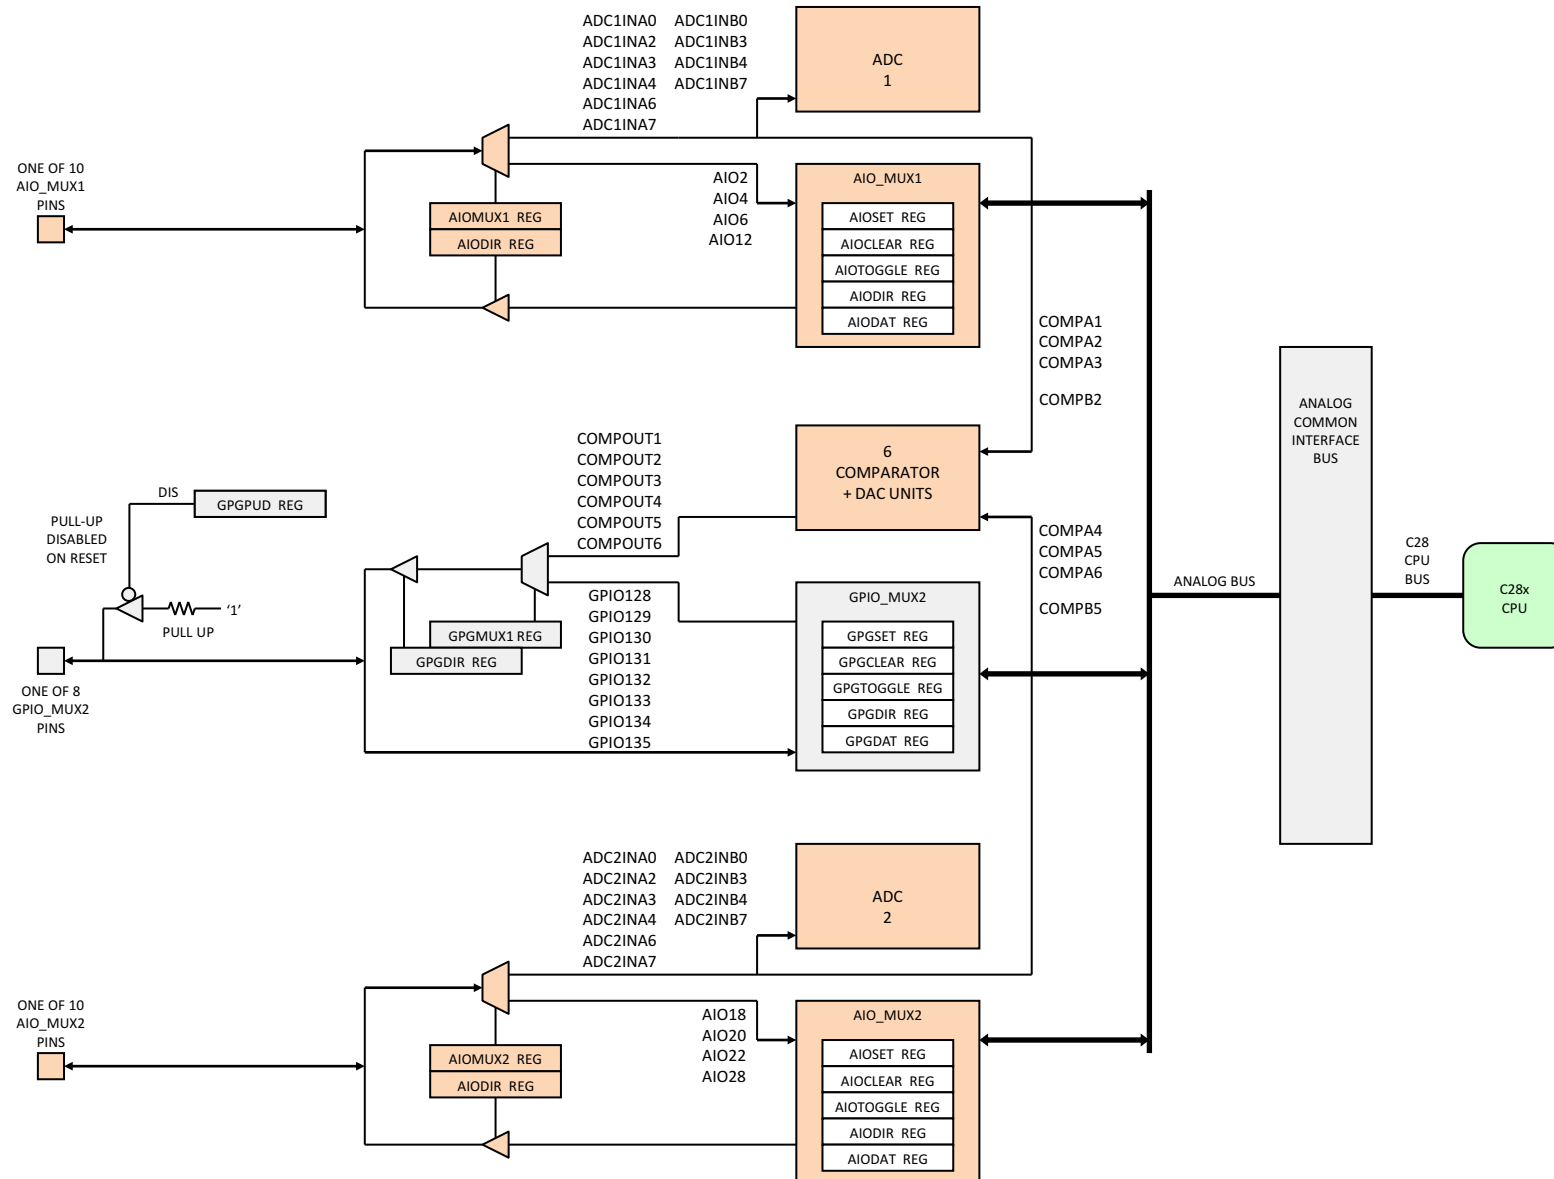 ADC1INA0 ADC1INB0
ADC1INA2 ADC1INB3
ADC1INA3 ADC1INB4
ADC1INA4 ADC1INB7
ADC1INA6
ADC1INA7
ADC
1
ONE OF 10
AIO_MUX1
PINS
AIOMUX1 REG
AIODIR REG
AIO2
AIO4
AIO6
AIO12
AIO_MUX1
AIOSET REG
AIOCLEAR REG
AIOTOGGLE REG
AIODIR REG
AIODAT REG
COMPA1
COMPA2
COMPA3
COMPB2
ANALOG
COMMON
INTERFACE
BUS
COMPOUT1
COMPOUT2
COMPOUT3
COMPOUT4
COMPOUT5
COMPOUT6
6
COMPARATOR
+ DAC UNITS
DIS
GPGPUD REG
PULL-UP
DISABLED
ON RESET
'1'
PULL UP
ONE OF 8
GPIO_MUX2
PINS
GPGMUX1 REG
GPGDIR REG
GPIO128
GPIO129
GPIO130
GPIO131
GPIO132
GPIO133
GPIO134
GPIO135
GPIO_MUX2
GPGSET REG
GPGCLEAR REG
GPGTOGGLE REG
GPGDIR REG
GPGDAT REG
COMPA4
COMPA5
COMPA6
COMPB5
ANALOG BUS
C28
CPU
BUS
C28x
CPU
ADC2INA0 ADC2INB0
ADC2INA2 ADC2INB3
ADC2INA3 ADC2INB4
ADC2INA4 ADC2INB7
ADC2INA6
ADC2INA7
ADC
2
ONE OF 10
AIO_MUX2
PINS
AIOMUX2 REG
AIODIR REG
AIO18
AIO20
AIO22
AIO28
AIO_MUX2
AIOSET REG
AIOCLEAR REG
AIOTOGGLE REG
AIODIR REG
AIODAT REG